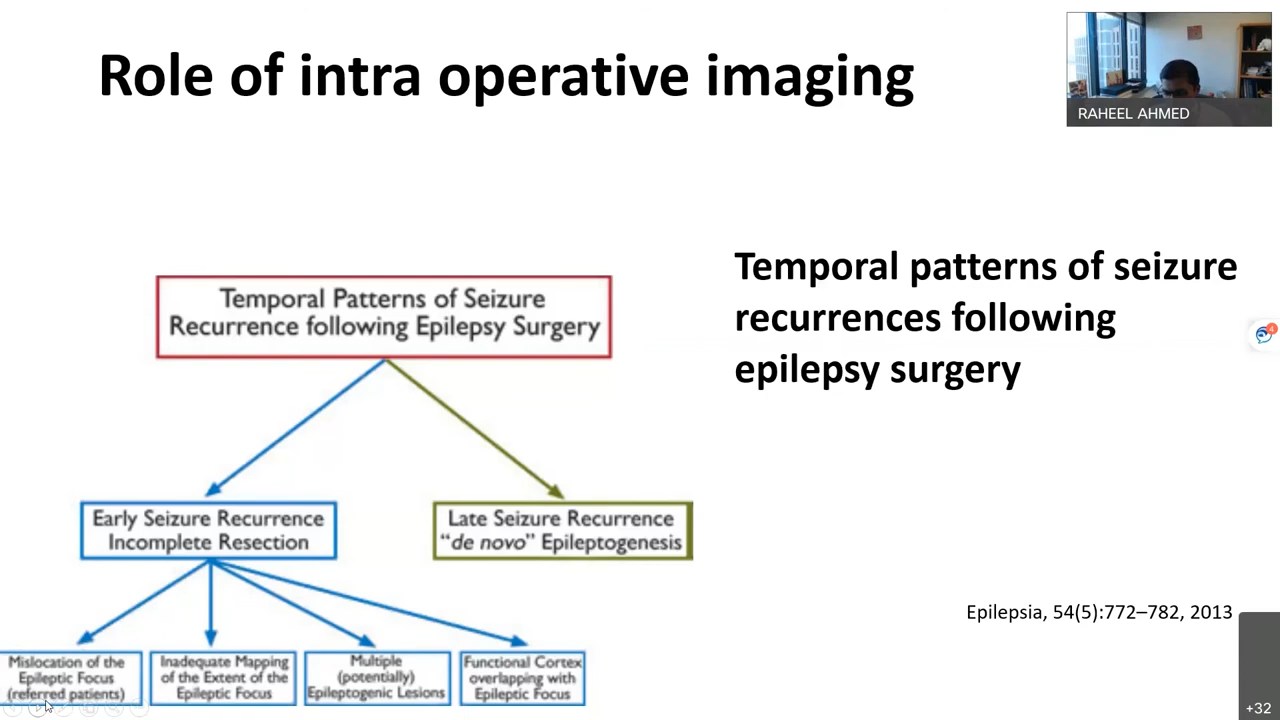 Role of intra operative imaging
RAHEEL AHMED
Temporal Patterns of Seizure
Recurrence following Epilepsy Surgery
Temporal patterns of seizure
recurrences following
epilepsy surgery
4
Early Seizure Recurrence
Incomplete Resection
Late Seizure Recurrence
“de novo” Epileptogenesis
Mislocation of the
Epileptic Focus
(referred patients)
Inadequate Mapping
of the Extent of the
Epileptic Focus
Multiple
(potentially)
Epileptogenic Lesions
Functional Cortex
overlapping with
Epileptic Focus
Epilepsia, 54(5):772–782, 2013
+32